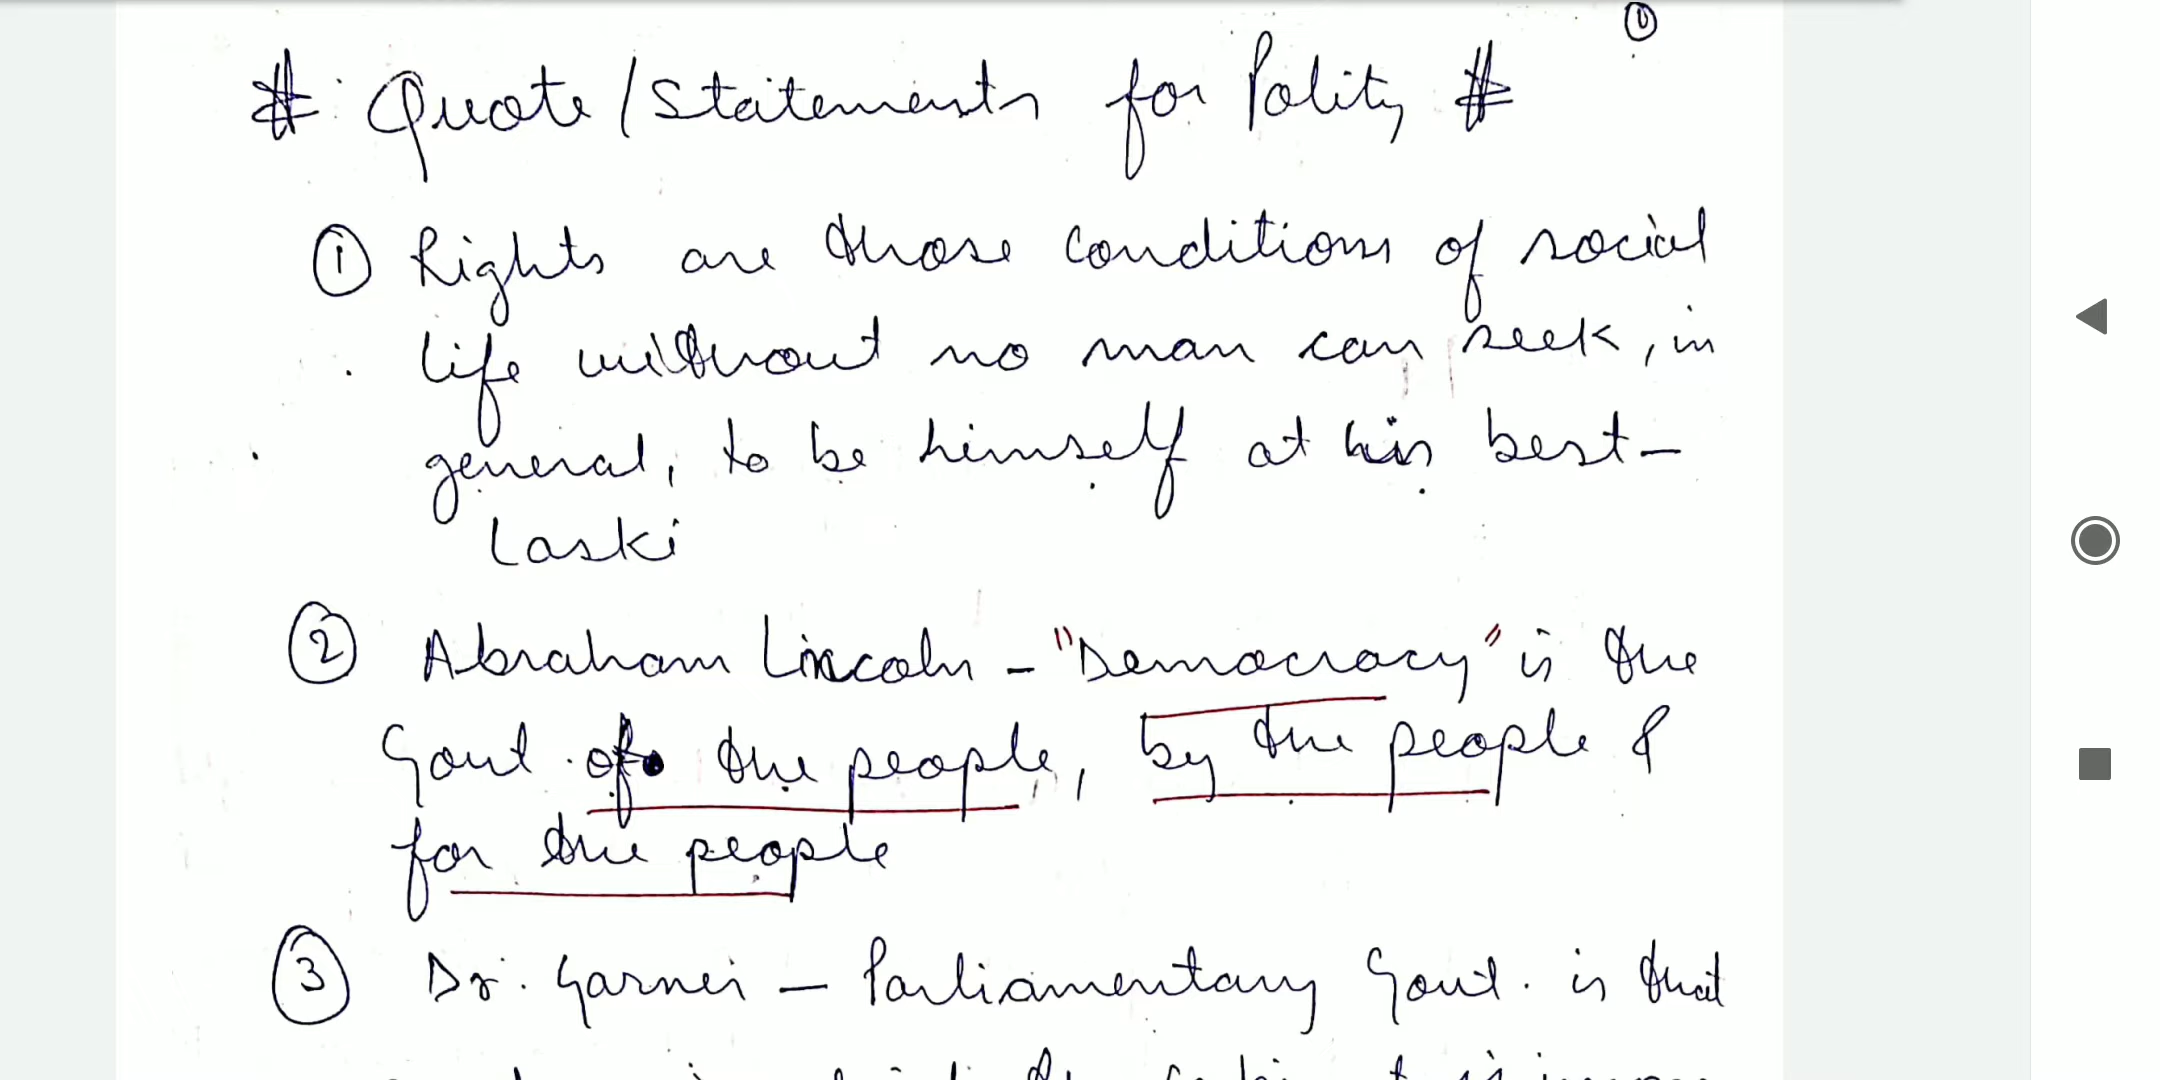 ①
# Quote/Statements for Polity #
① Rights are those conditions of social
life without no man can seek, in
general, to be himself at his best-
Laski
② Abraham Lincoln - "Democracy" is the
Govt. of the people, by the people &
for the people
③ Dr. Garner - Parliamentary Govt. is that